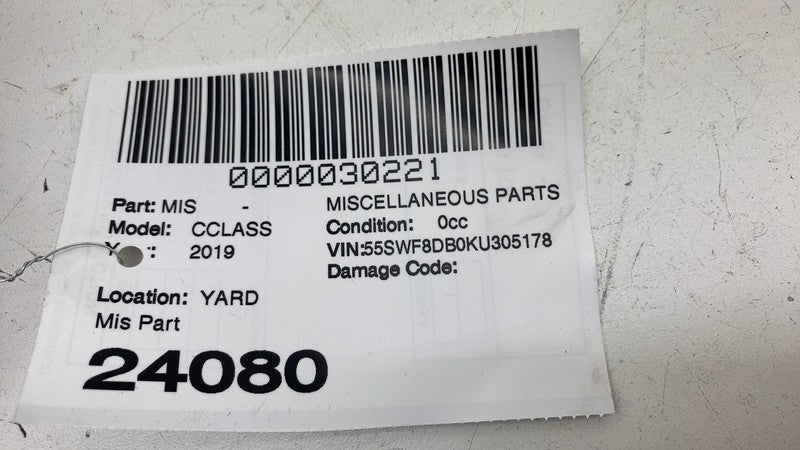 0000030221
Part: MIS - MISCELLANEOUS PARTS
Model: CCLASS Condition: 0cc
2019 VIN:55SWF8DB0KU305178
Damage Code:
Location: YARD
Mis Part
24080